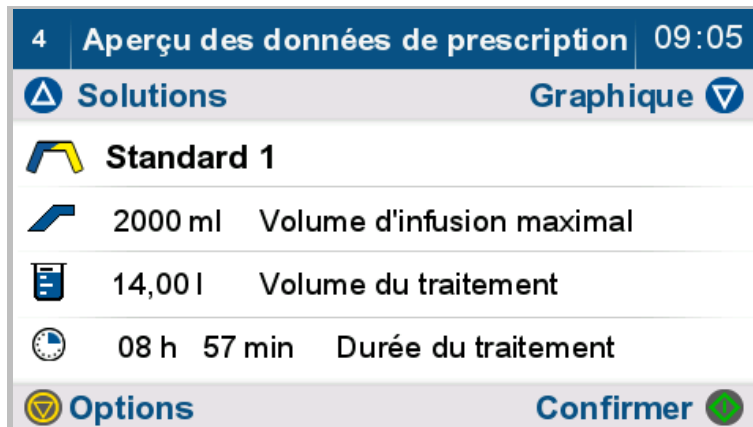 4 Aperçu des données de prescription 09:05
Solutions Graphique
Standard 1
2000 ml Volume d'infusion maximal
14,00 l Volume du traitement
08 h 57 min Durée du traitement
Options Confirmer